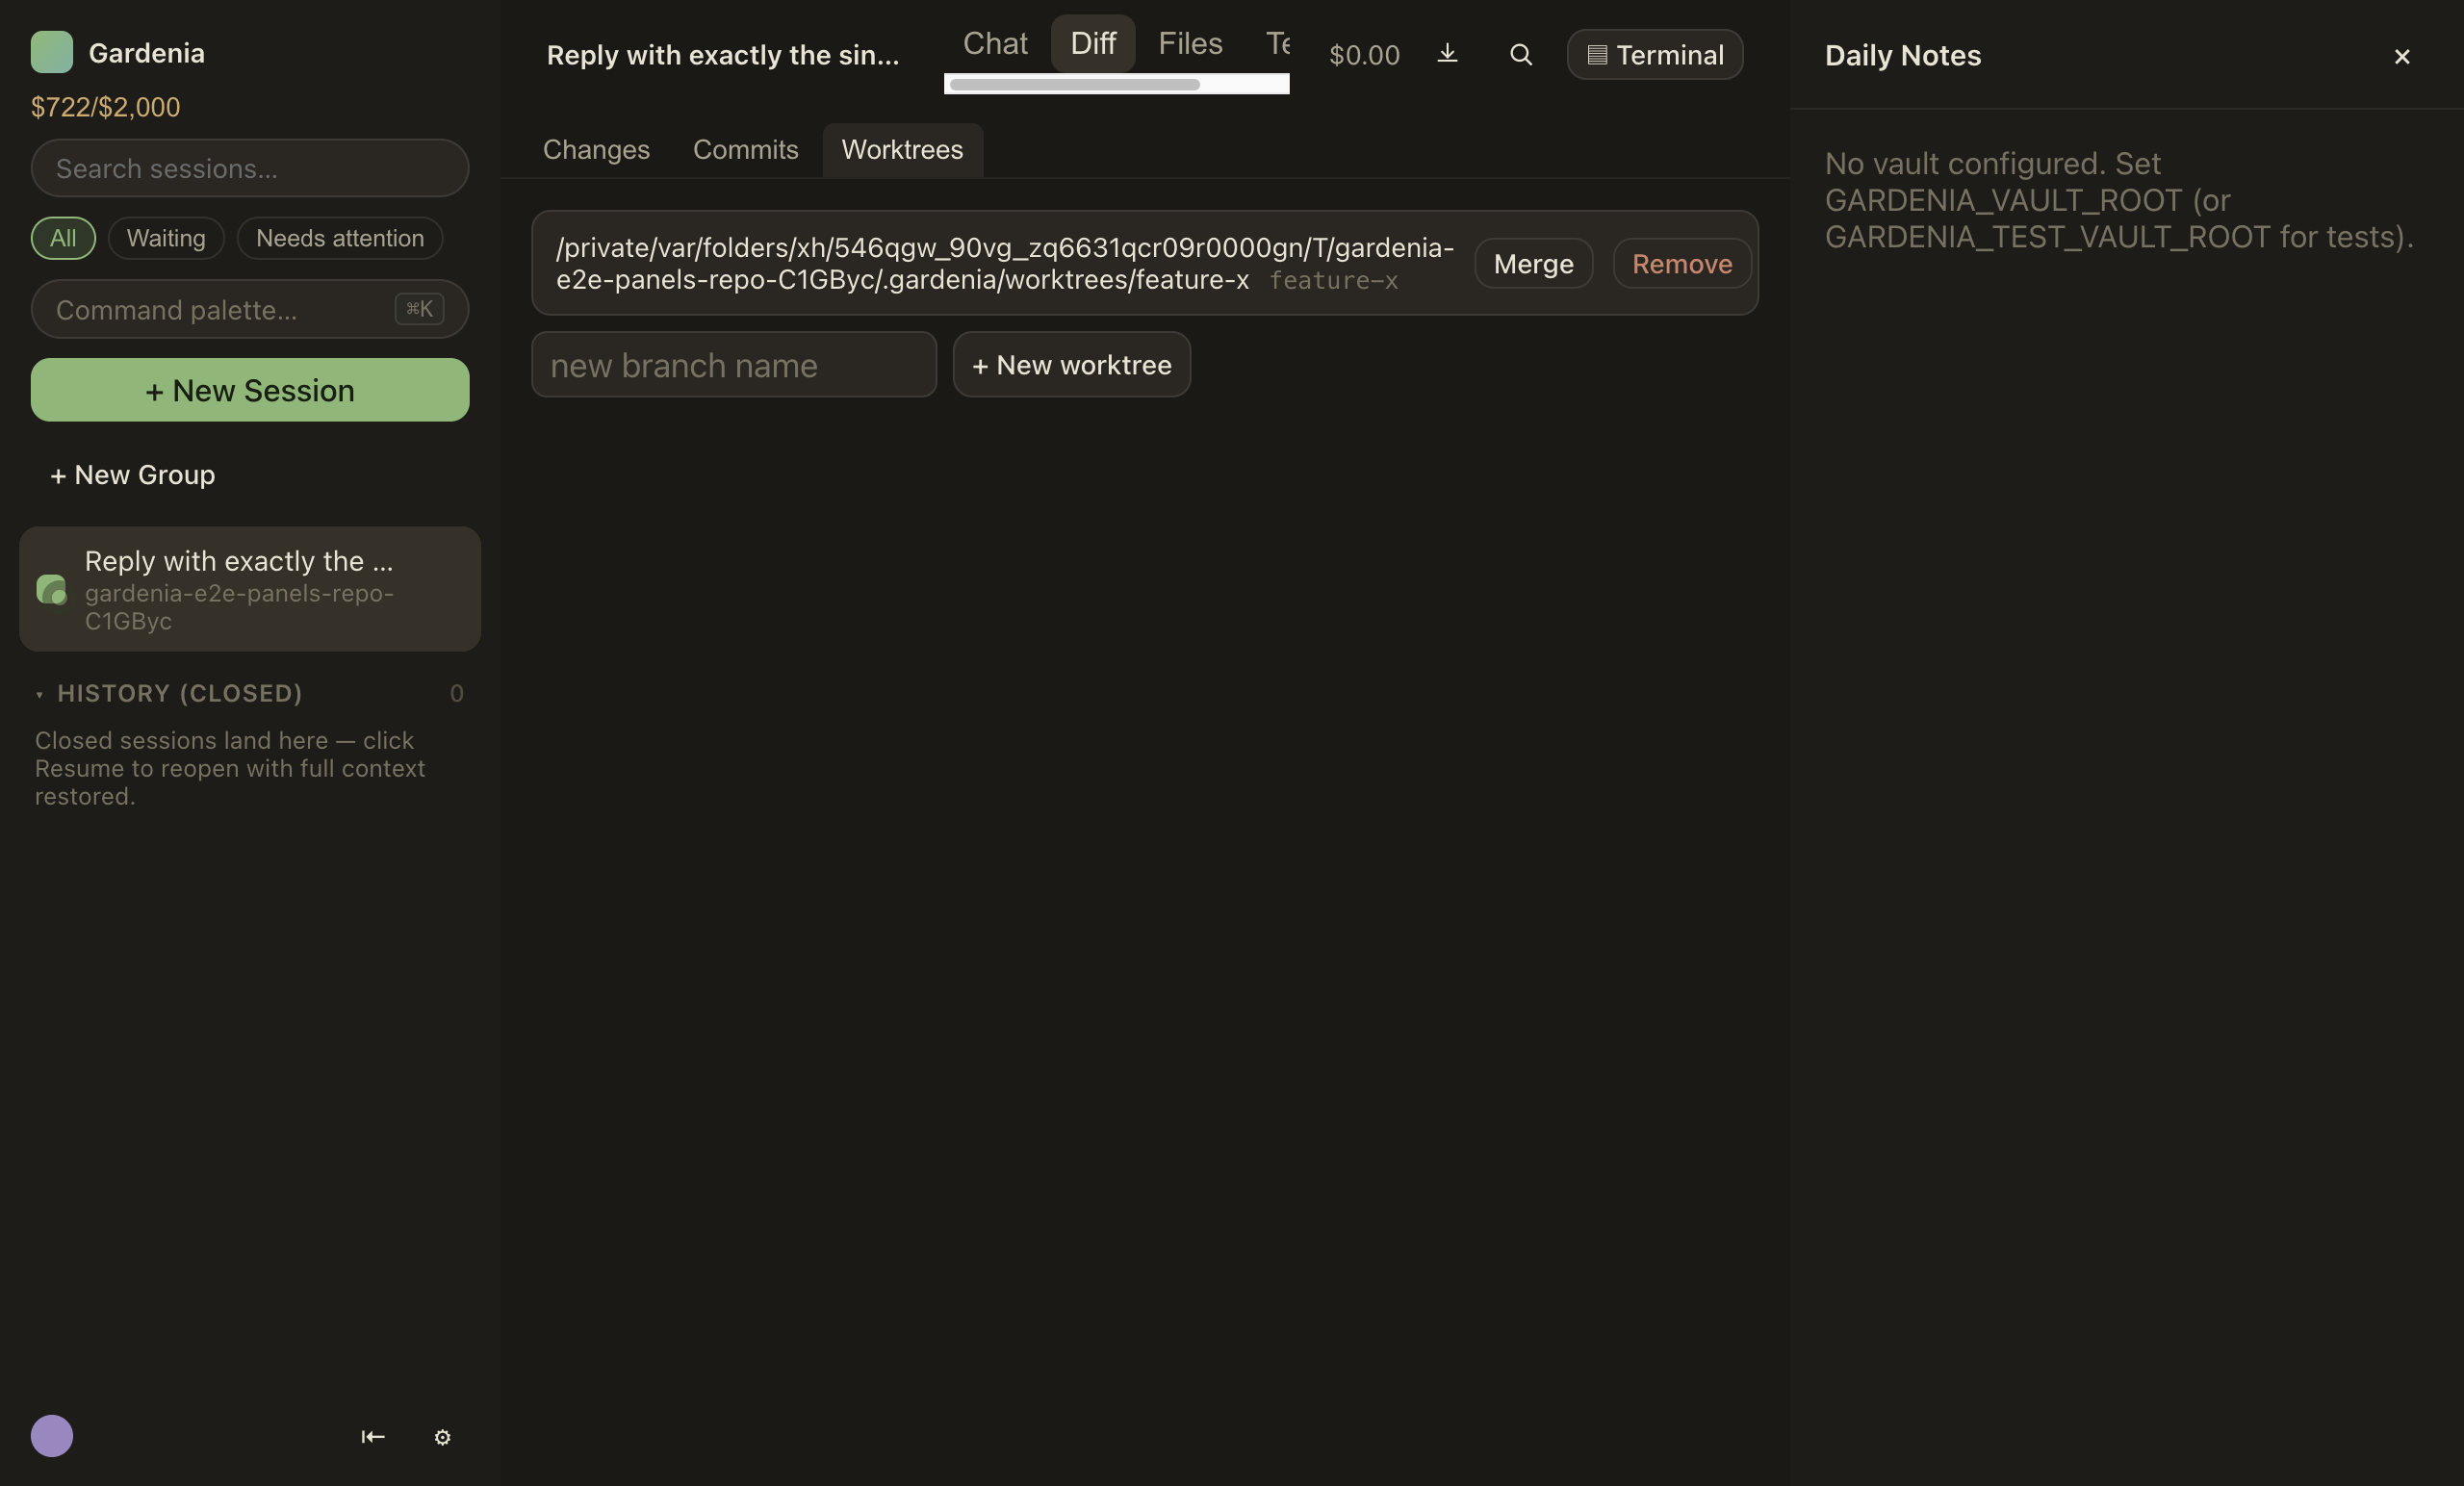 Gardenia
$722/$2,000
Search sessions...
All
Waiting
Needs attention
Command palette...
⌘K
+ New Session
+ New Group
Reply with exactly the ...
gardenia-e2e-panels-repo-
C1GByc
▾ HISTORY (CLOSED)
0
Closed sessions land here — click
Resume to reopen with full context
restored.
Reply with exactly the sin...
Chat
Diff
Files
Te
$0.00
Terminal
Changes
Commits
Worktrees
/private/var/folders/xh/546qgw_90vg_zq6631qcr09r0000gn/T/gardenia-
e2e-panels-repo-C1GByc/.gardenia/worktrees/feature-x feature-x
Merge
Remove
new branch name
+ New worktree
Daily Notes
×
No vault configured. Set
GARDENIA_VAULT_ROOT (or
GARDENIA_TEST_VAULT_ROOT for tests).